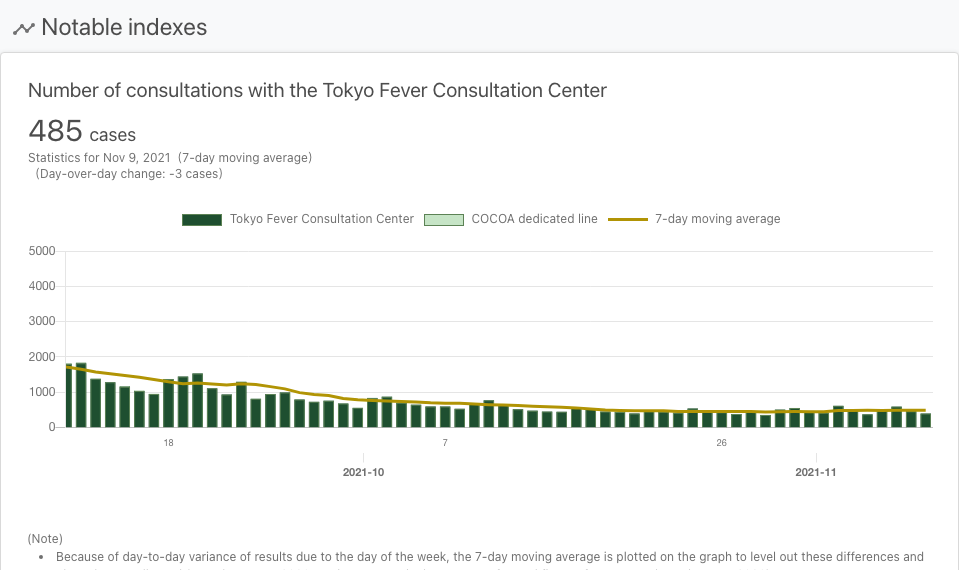 Notable indexes
Number of consultations with the Tokyo Fever Consultation Center
485 cases
Statistics for Nov 9, 2021 (7-day moving average)
(Day-over-day change: -3 cases)
Tokyo Fever Consultation Center COCOA dedicated line 7-day moving average
5000
4000
3000
2000
1000
0
18 7 26
2021-10 2021-11
(Note)
• Because of day-to-day variance of results due to the day of the week, the 7-day moving average is plotted on the graph to level out these differences and